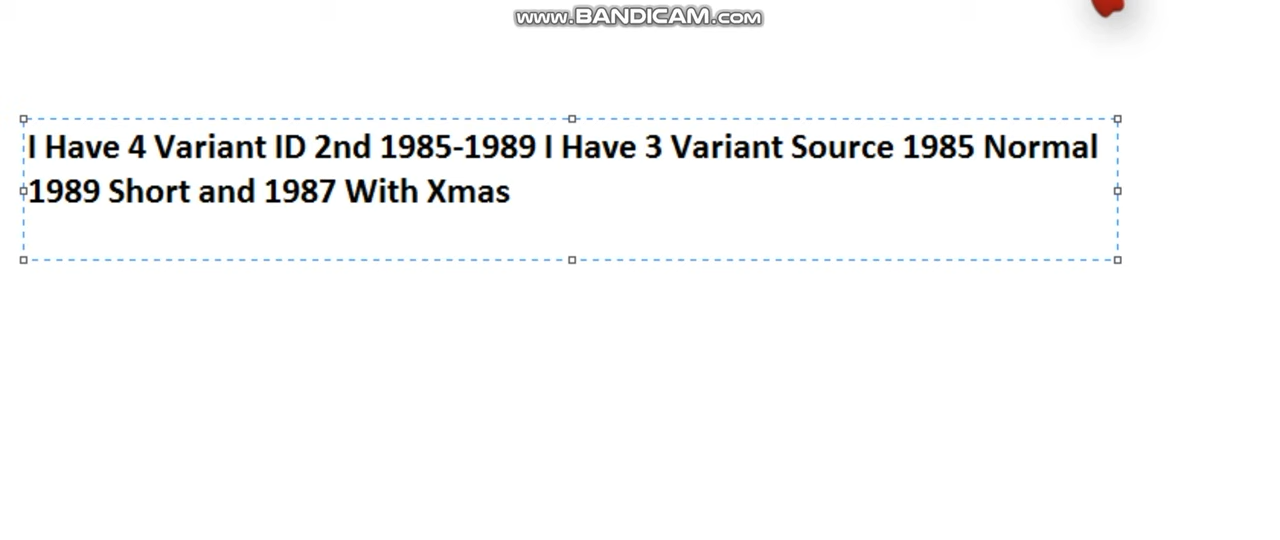 www.BANDICAM.com
I Have 4 Variant ID 2nd 1985-1989 I Have 3 Variant Source 1985 Normal
1989 Short and 1987 With Xmas